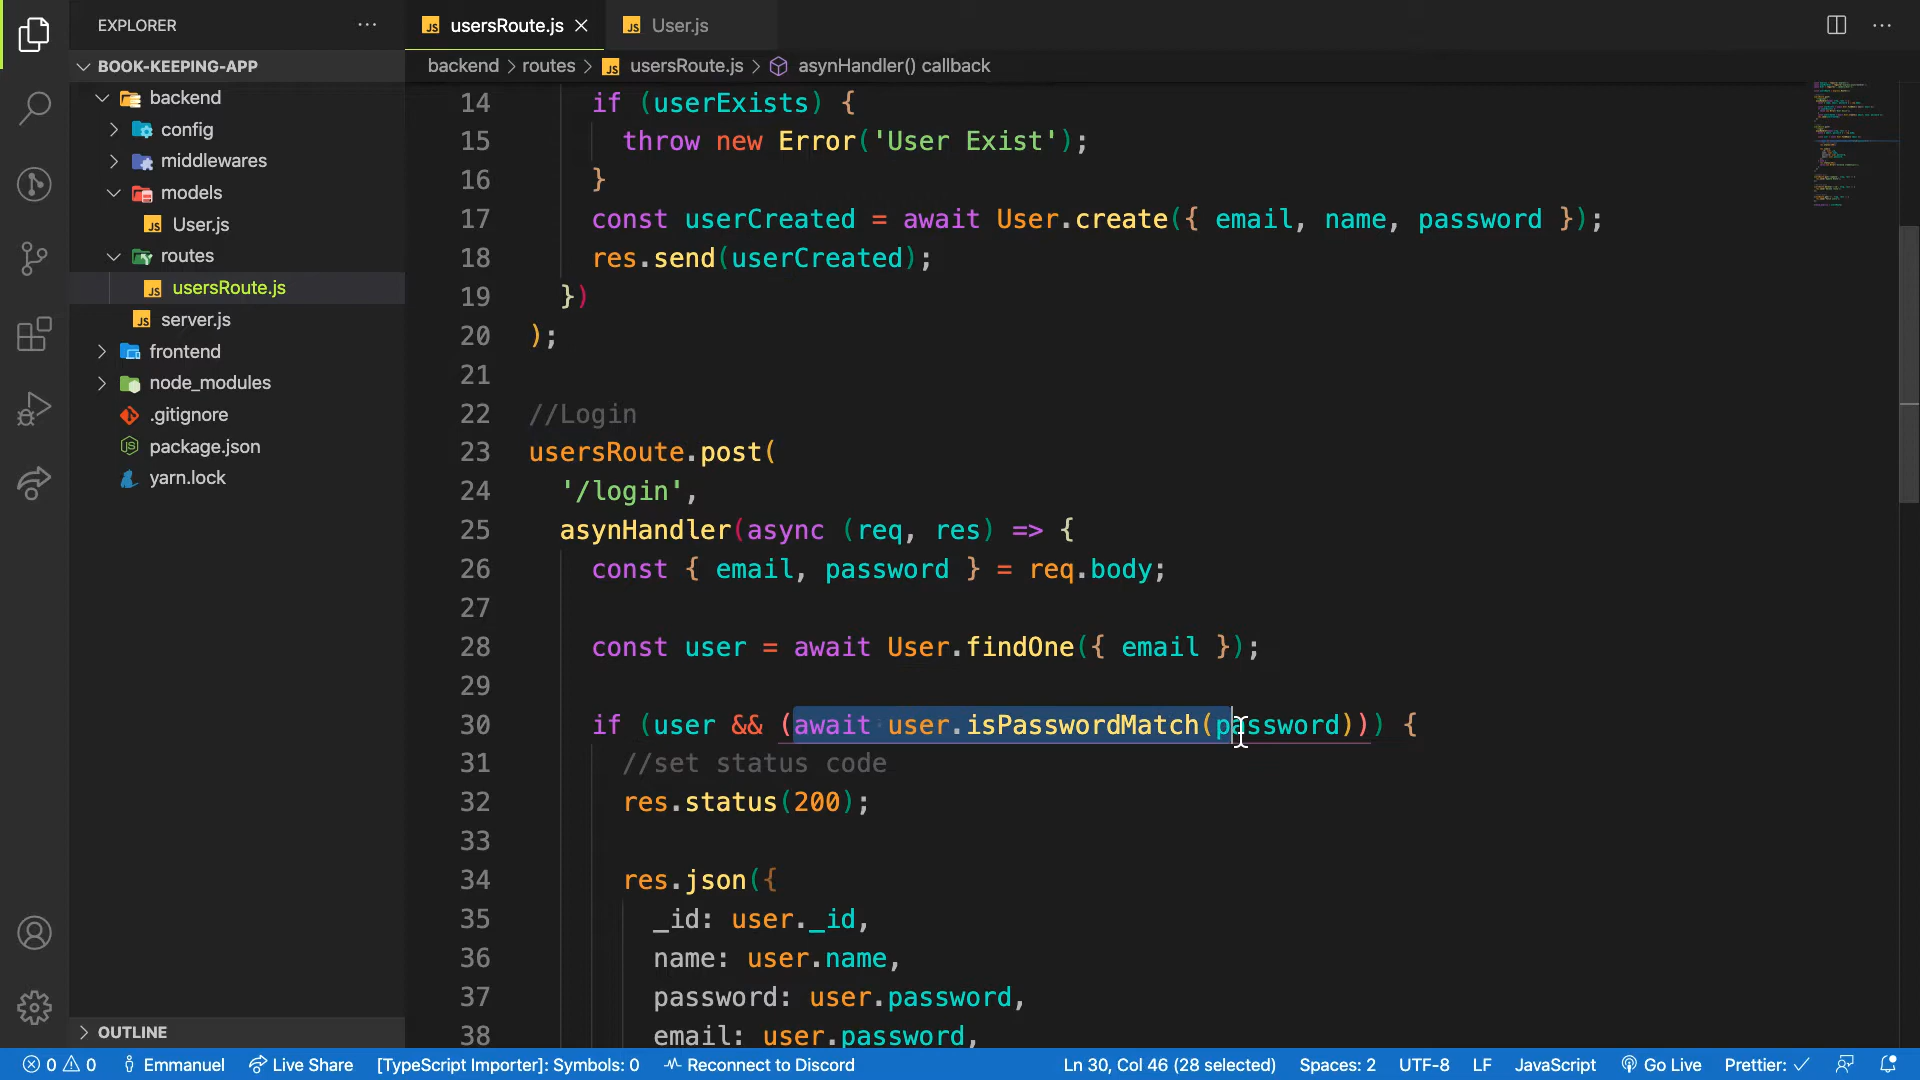 EXPLORER
BOOK-KEEPING-APP
backend
config
middlewares
models
User.js
routes
usersRoute.js
server.js
frontend
node_modules
.gitignore
package.json
yarn.lock
OUTLINE
usersRoute.js
User.js
backend > routes > usersRoute.js > asynHandler() callback
14 if (userExists) {
15 throw new Error('User Exist');
16 }
17 const userCreated = await User.create({ email, name, password });
18 res.send(userCreated);
19 })
20 );
21
22 //Login
23 usersRoute.post(
24 '/login',
25 asynHandler(async (req, res) => {
26 const { email, password } = req.body;
27
28 const user = await User.findOne({ email });
29
30 if (user && (await user.isPasswordMatch(password))) {
31 //set status code
32 res.status(200);
33
34 res.json({
35 _id: user._id,
36 name: user.name,
37 password: user.password,
38 email: user.password,
0 0 Emmanuel Live Share [TypeScript Importer]: Symbols: 0 Reconnect to Discord Ln 30, Col 46 (28 selected) Spaces: 2 UTF-8 LF JavaScript Go Live Prettier: ✓